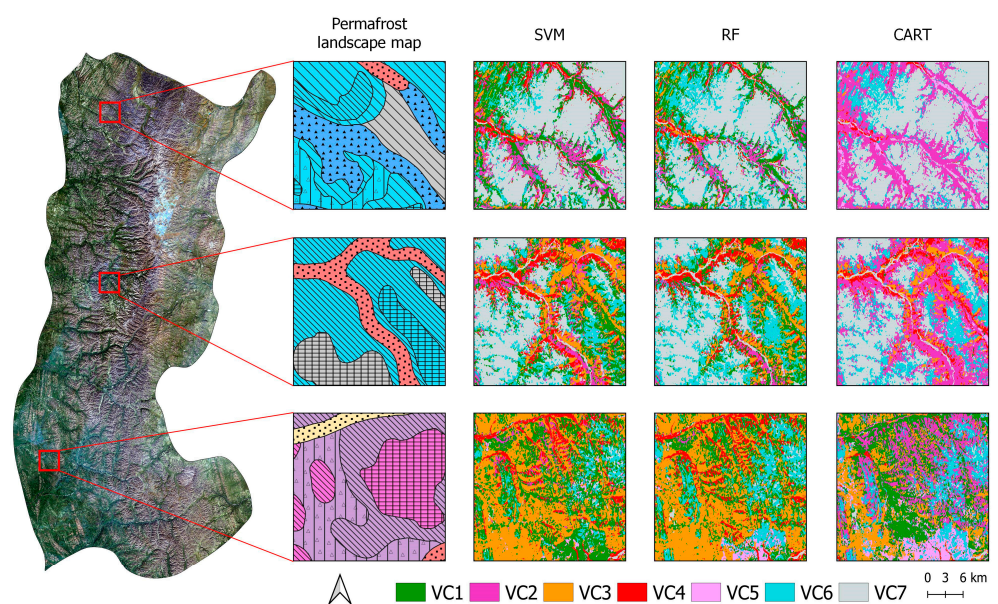 Permafrost
landscape map
SVM
RF
CART
VC1 VC2 VC3 VC4 VC5 VC6 VC7
0 3 6 km